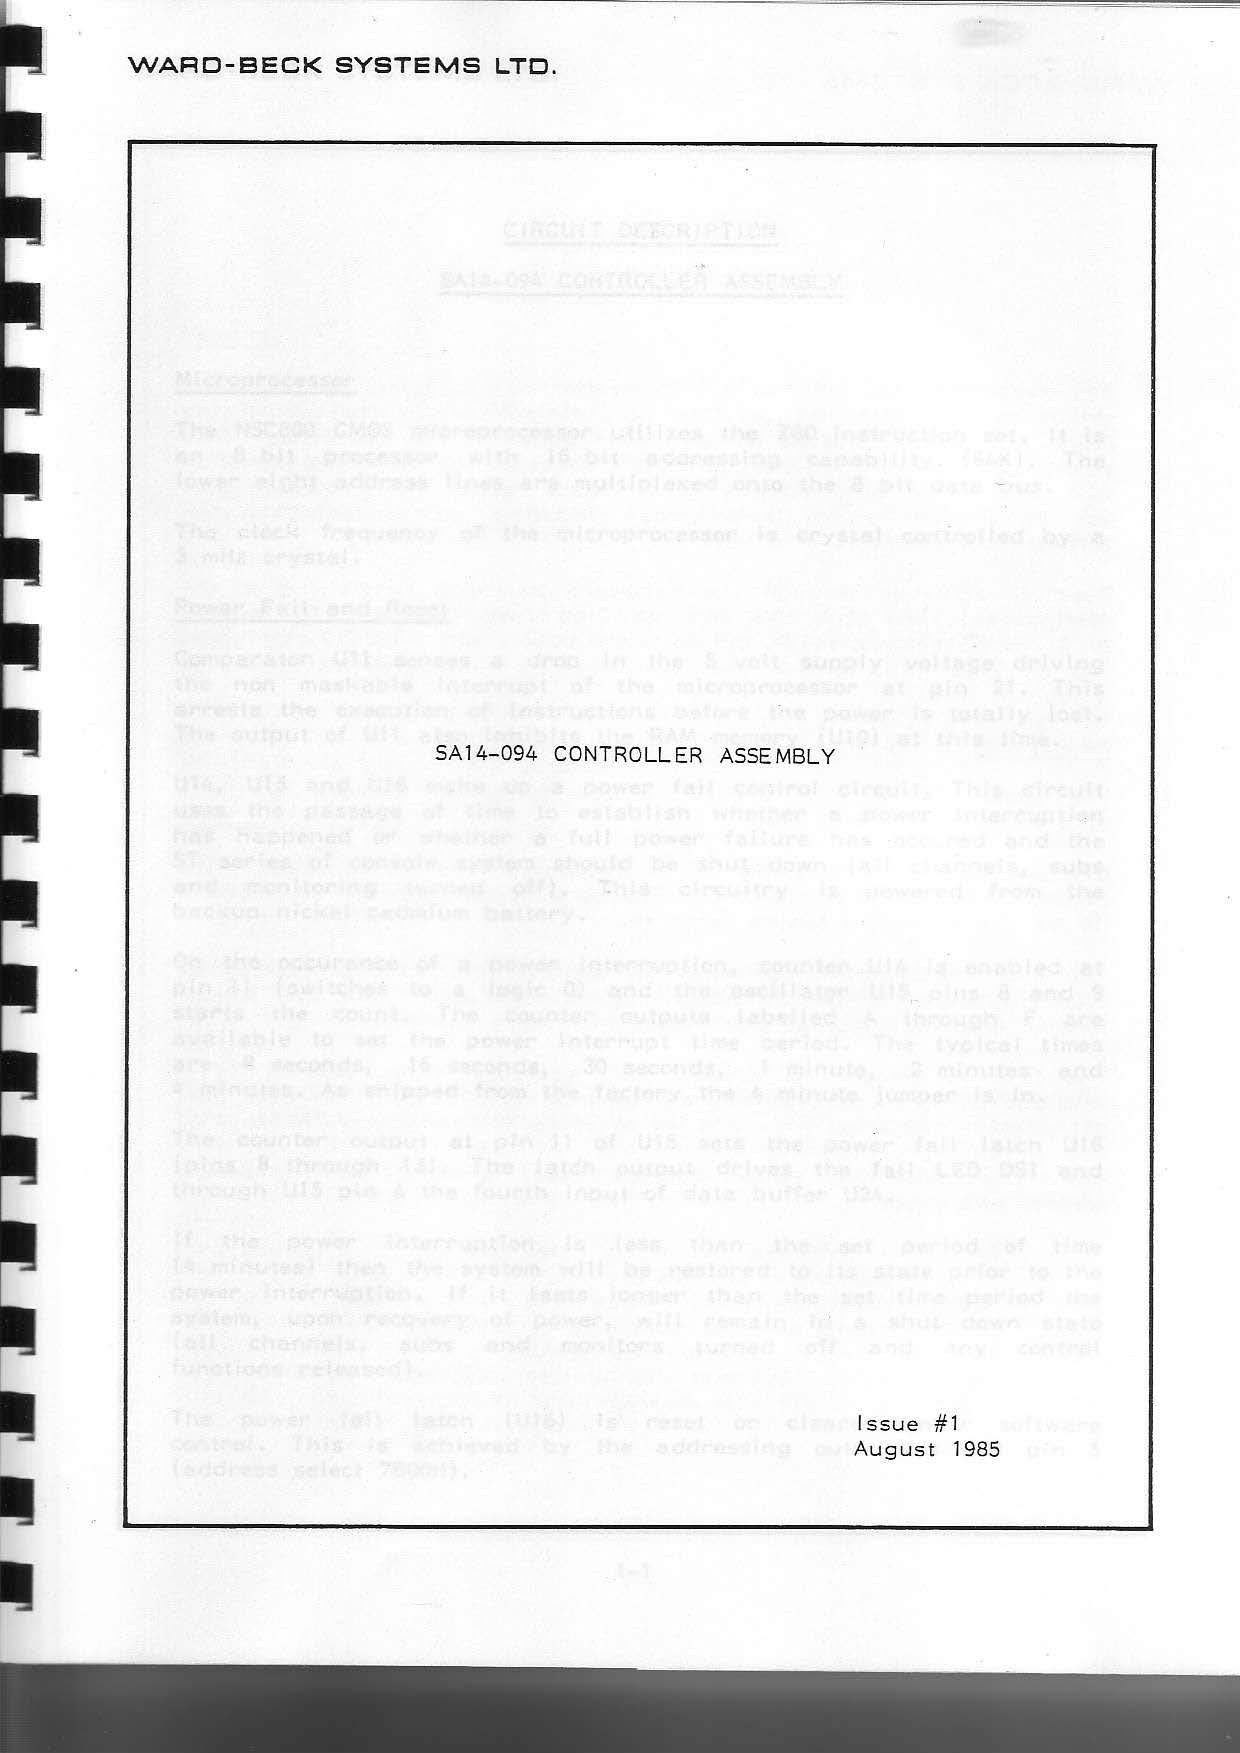 WARD-BECK SYSTEMS LTD.
CIRCUIT DESCRIPTION
SA14-094 CONTROLLER ASSEMBLY
Microprocessor
The NSC800 CMOS microprocessor utilizes the Z80 instruction set. It is
an 8 bit processor with 16 bit addressing capability (64K). The
lower eight address lines are multiplexed onto the 8 bit data bus.
The clock frequency of the microprocessor is crystal controlled by a
mHz crystal.
Power Fail and Reset
Comparator U11 senses a drop in the 5 volt supply voltage driving
the non maskable interrupt of the microprocessor at pin 21. This
arrests the execution of instructions before the power is totally lost.
The output of U11 also inhibits the RAM memory (U10) at this time.
SA14-094 CONTROLLER ASSEMBLY
U14, U15 and U16 make up a power fail control circuit. This circuit
uses the passage of time to establish whether a power interruption
has happened or whether a full power failure has occured and the
ST series of console system should be shut down (all channels, subs
and monitoring turned off). This circuitry is powered from the
backup nickel cadmium battery.
On the occurance of a power interruption, counter U14 is enabled at
pin 11 (switches to a logic 0) and the oscillator U15 pins 8 and 9
starts the count. The counter outputs labelled A through F are
available to set the power interrupt time period. The typical times
are 8 seconds, 16 seconds, 30 seconds, 1 minute, 2 minutes and
4 minutes. As shipped from the factory the 4 minute jumper is in.
The counter output at pin 11 of U15 sets the power fail latch U16
(pins 8 through 13). The latch output drives the fail LED DS1 and
through U15 pin 4 the fourth input of data buffer U24.
If the power interruption is less than the set period of time
(4 minutes) then the system will be restored to its state prior to the
power interruption. If it lasts longer than the set time period the
system, upon recovery of power, will remain in a shut down state
(all channels, subs and monitors turned off and any control
functions released).
The power fail latch (U16) is reset or cleared software
control. This is achieved by the addressing pin
(address select
Issue #1
August 1985
1-1